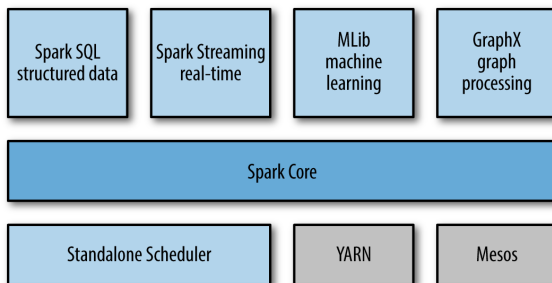 Spark SQL
structured data
Spark Streaming
real-time
MLib
machine
learning
GraphX
graph
processing
Spark Core
Standalone Scheduler
YARN
Mesos